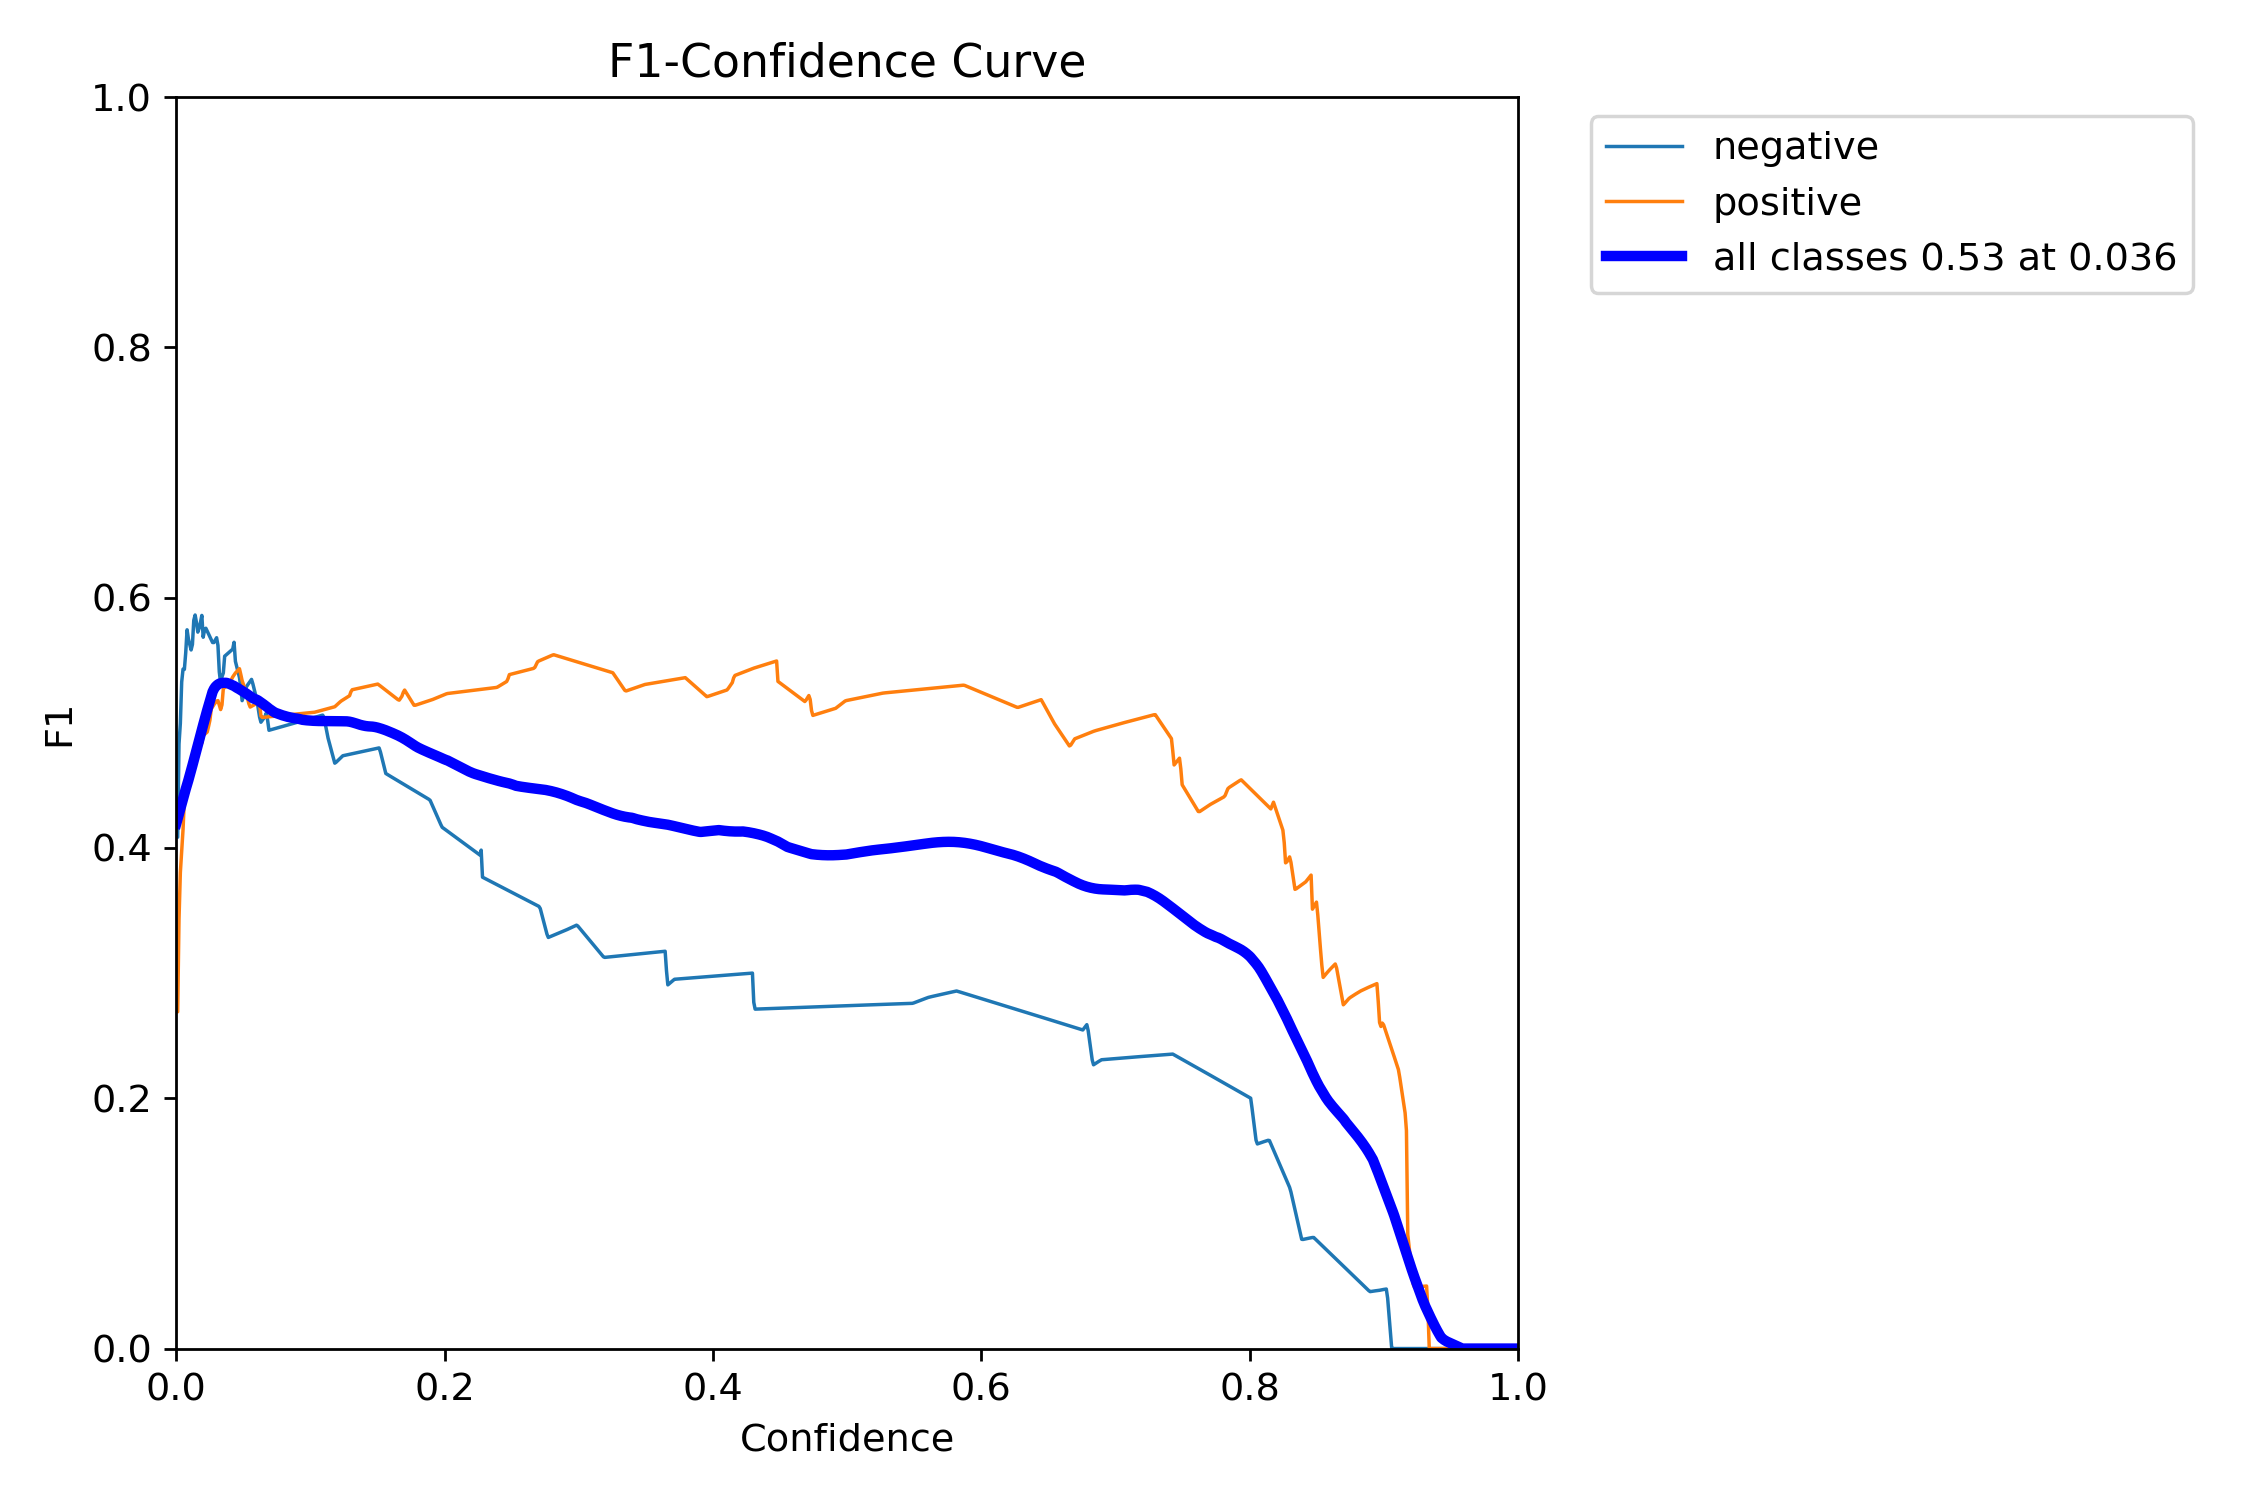 F1-Confidence Curve
1.0
0.8
0.6
0.4
0.2
0.0
F1
0.0 0.2 0.4 0.6 0.8 1.0
Confidence
negative
positive
all classes 0.53 at 0.036